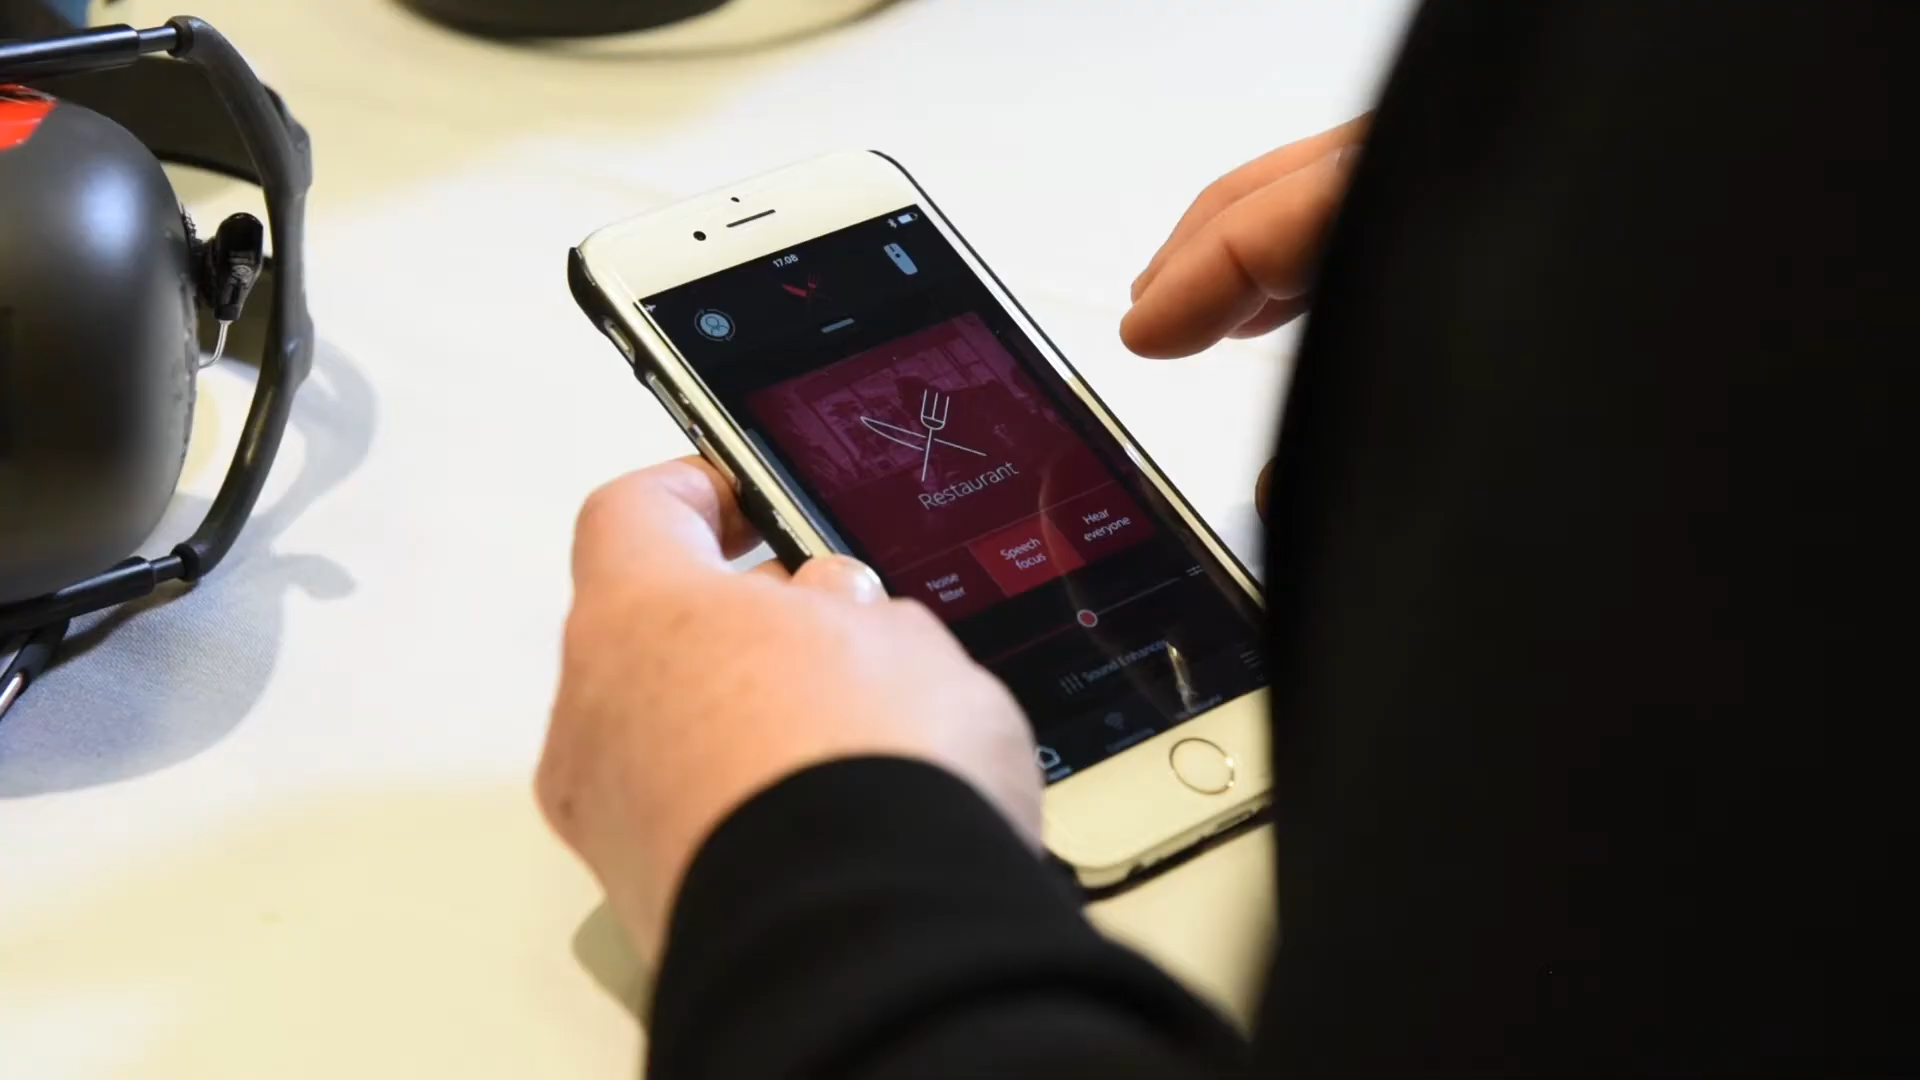 17.08
Restaurant
Noise
filter
Speech
focus
Hear
everyone
Sound Enhancer